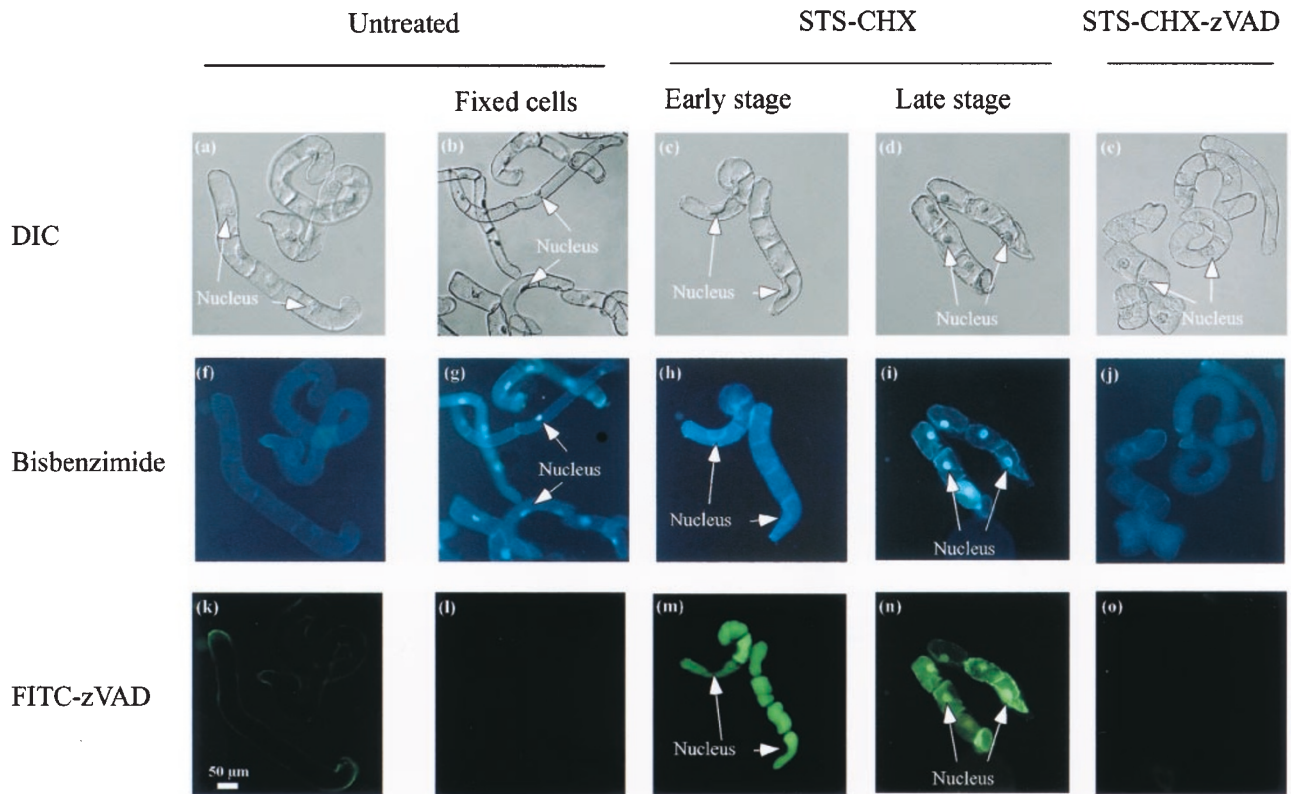 Untreated STS-CHX STS-CHX-zVAD
Fixed cells Early stage Late stage
DIC
(a) (b) (c) (d) (e)
Nucleus Nucleus Nucleus Nucleus Nucleus
Bisbenzimide
(f) (g) (h) (i) (j)
Nucleus Nucleus Nucleus
FITC-zVAD
(k) (l) (m) (n) (o)
Nucleus Nucleus
50 µm